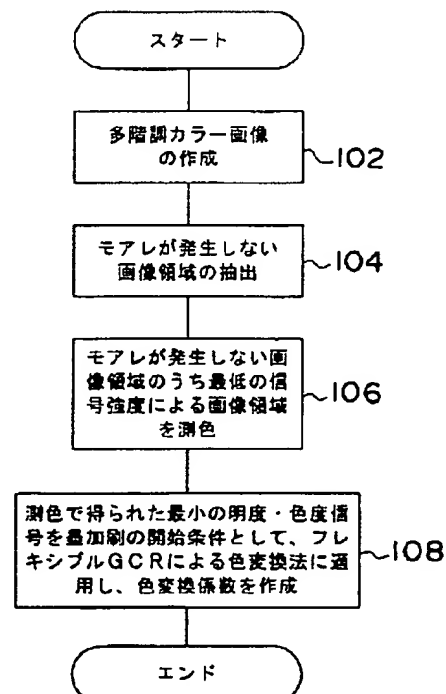 スタート
多階調カラー画像
の作成
102
モアレが発生しない
画像領域の抽出
104
モアレが発生しない画
像領域のうち最低の信
号強度による画像領域
を測色
106
測色で得られた最小の明度・色度信
号を墨加刷の開始条件として、フレ
キシブルGCRによる色変換法に適
用し、色変換係数を作成
108
エンド